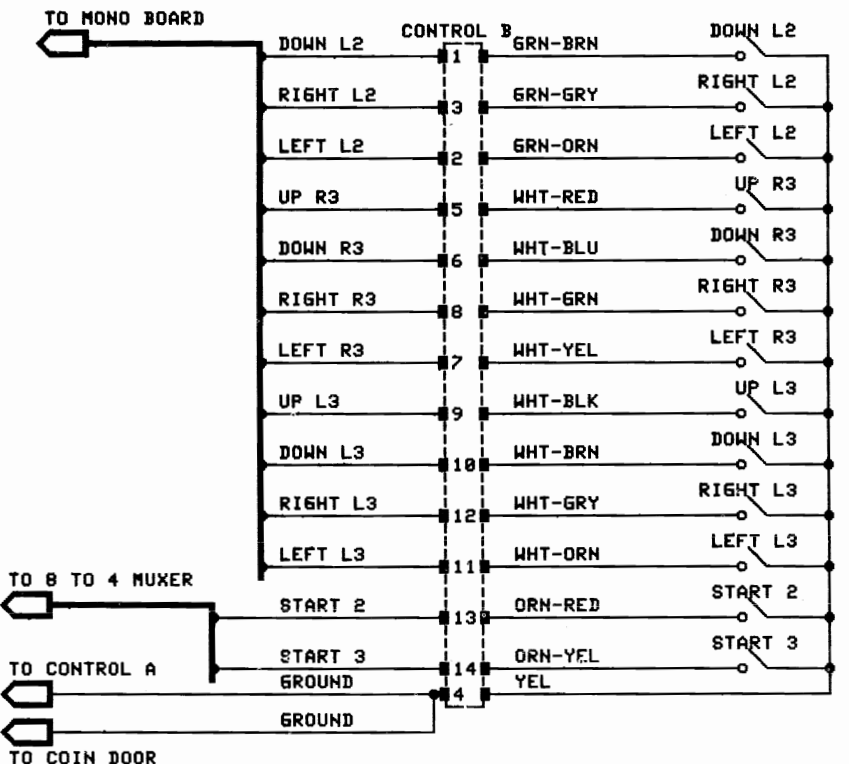 TO MONO BOARD
CONTROL B
DOWN L2 1 GRN-BRN DOWN L2
RIGHT L2 3 GRN-GRY RIGHT L2
LEFT L2 2 GRN-ORN LEFT L2
UP R3 5 WHT-RED UP R3
DOWN R3 6 WHT-BLU DOWN R3
RIGHT R3 8 WHT-GRN RIGHT R3
LEFT R3 7 WHT-YEL LEFT R3
UP L3 9 WHT-BLK UP L3
DOWN L3 10 WHT-BRN DOWN L3
RIGHT L3 12 WHT-GRY RIGHT L3
LEFT L3 11 WHT-ORN LEFT L3
TO 8 TO 4 MUXER
START 2 13 ORN-RED START 2
START 3 14 ORN-YEL START 3
TO CONTROL A
GROUND 4 YEL
GROUND
TO COIN DOOR